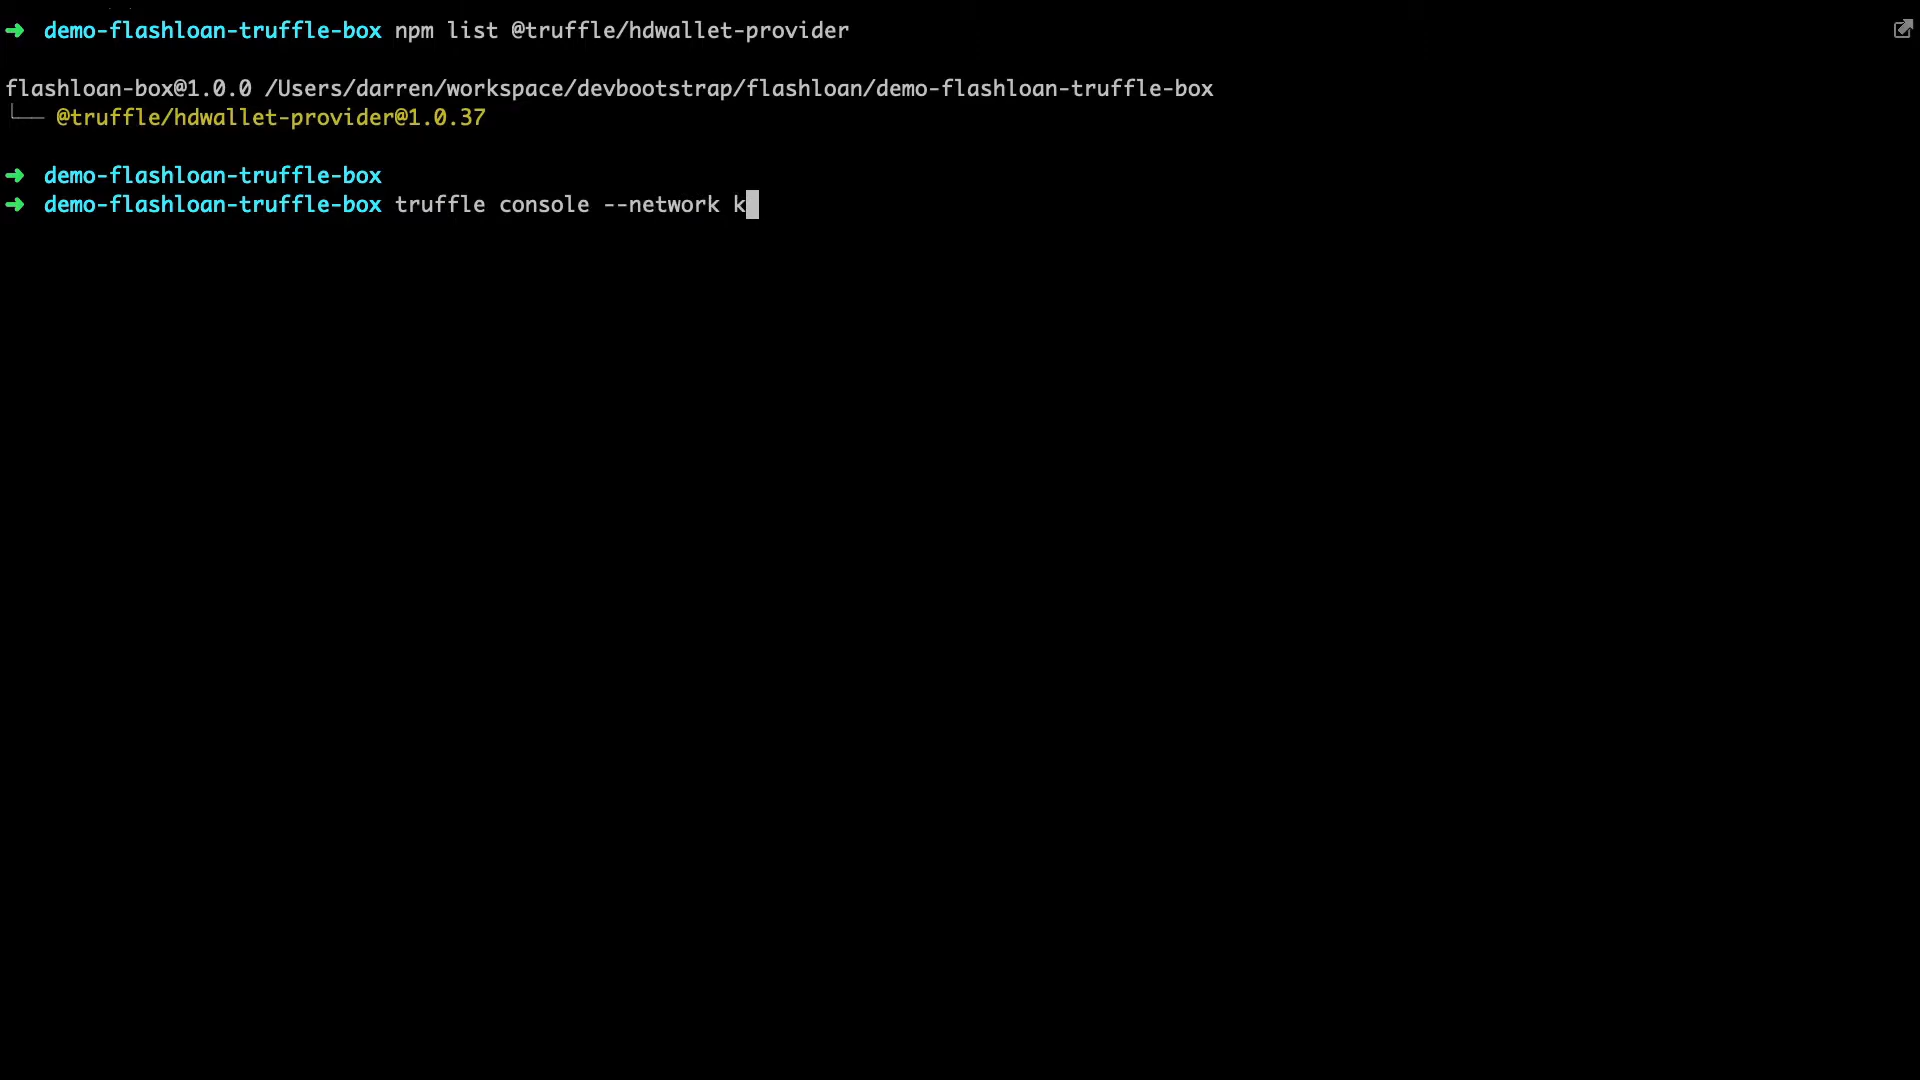 ➜ demo-flashloan-truffle-box npm list @truffle/hdwallet-provider
flashloan-box@1.0.0 /Users/darren/workspace/devbootstrap/flashloan/demo-flashloan-truffle-box
└── @truffle/hdwallet-provider@1.0.37
➜ demo-flashloan-truffle-box
➜ demo-flashloan-truffle-box truffle console --network k